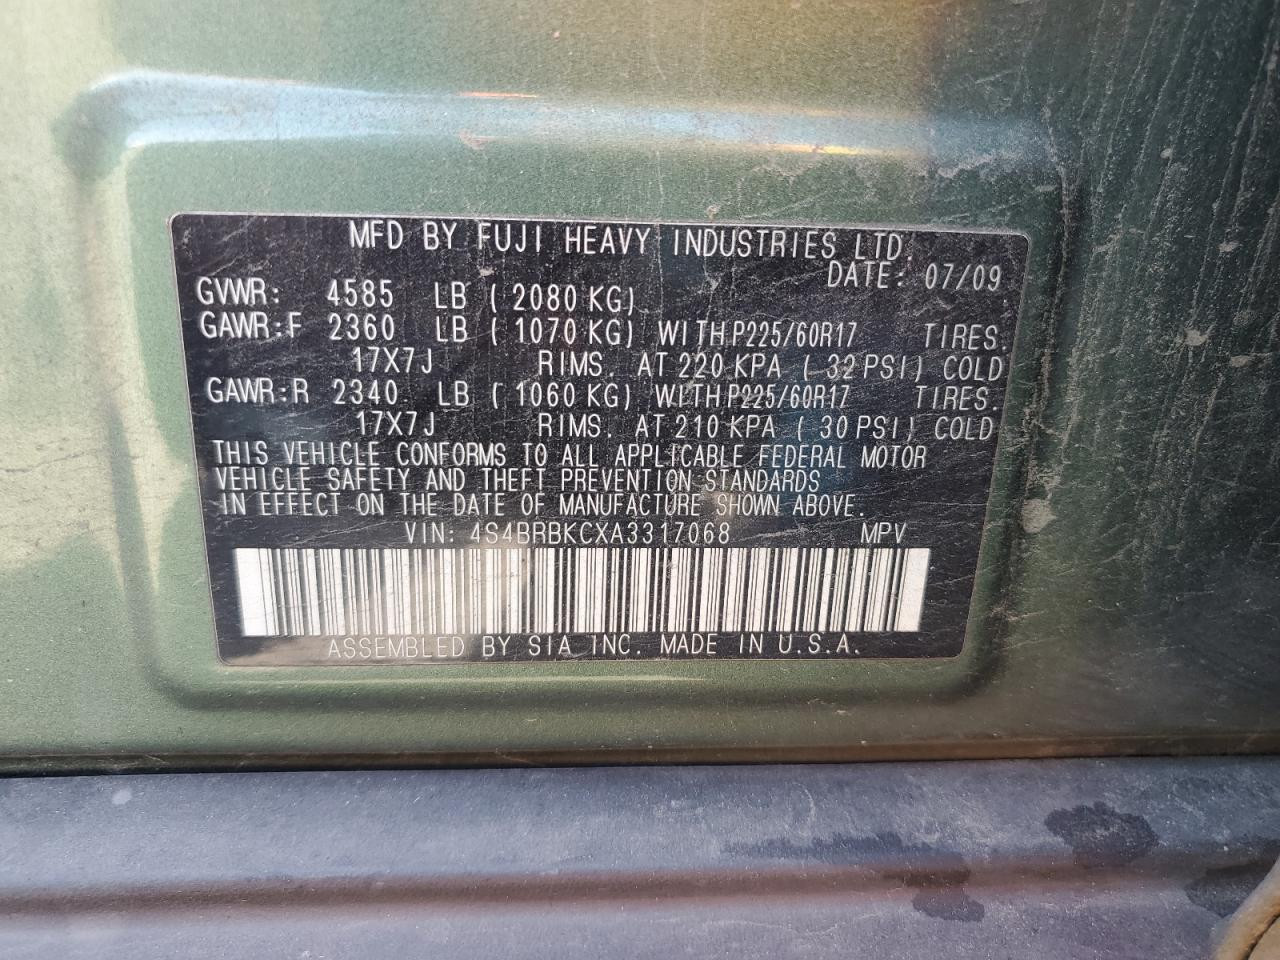 MFD BY FUJI HEAVY INDUSTRIES LTD.
DATE: 07/09
GVWR: 4585 LB ( 2080 KG)
GAWR:F 2360 LB ( 1070 KG) WITH P225/60R17 TIRES.
17X7J RIMS. AT 220 KPA ( 32 PSI) COLD
GAWR:R 2340 LB ( 1060 KG) WITH P225/60R17 TIRES.
17X7J RIMS. AT 210 KPA ( 30 PSI) COLD
THIS VEHICLE CONFORMS TO ALL APPLICABLE FEDERAL MOTOR
VEHICLE SAFETY AND THEFT PREVENTION STANDARDS
IN EFFECT ON THE DATE OF MANUFACTURE SHOWN ABOVE.
VIN: 4S4BRBKCXA3317068 MPV
ASSEMBLED BY SIA INC. MADE IN U.S.A.